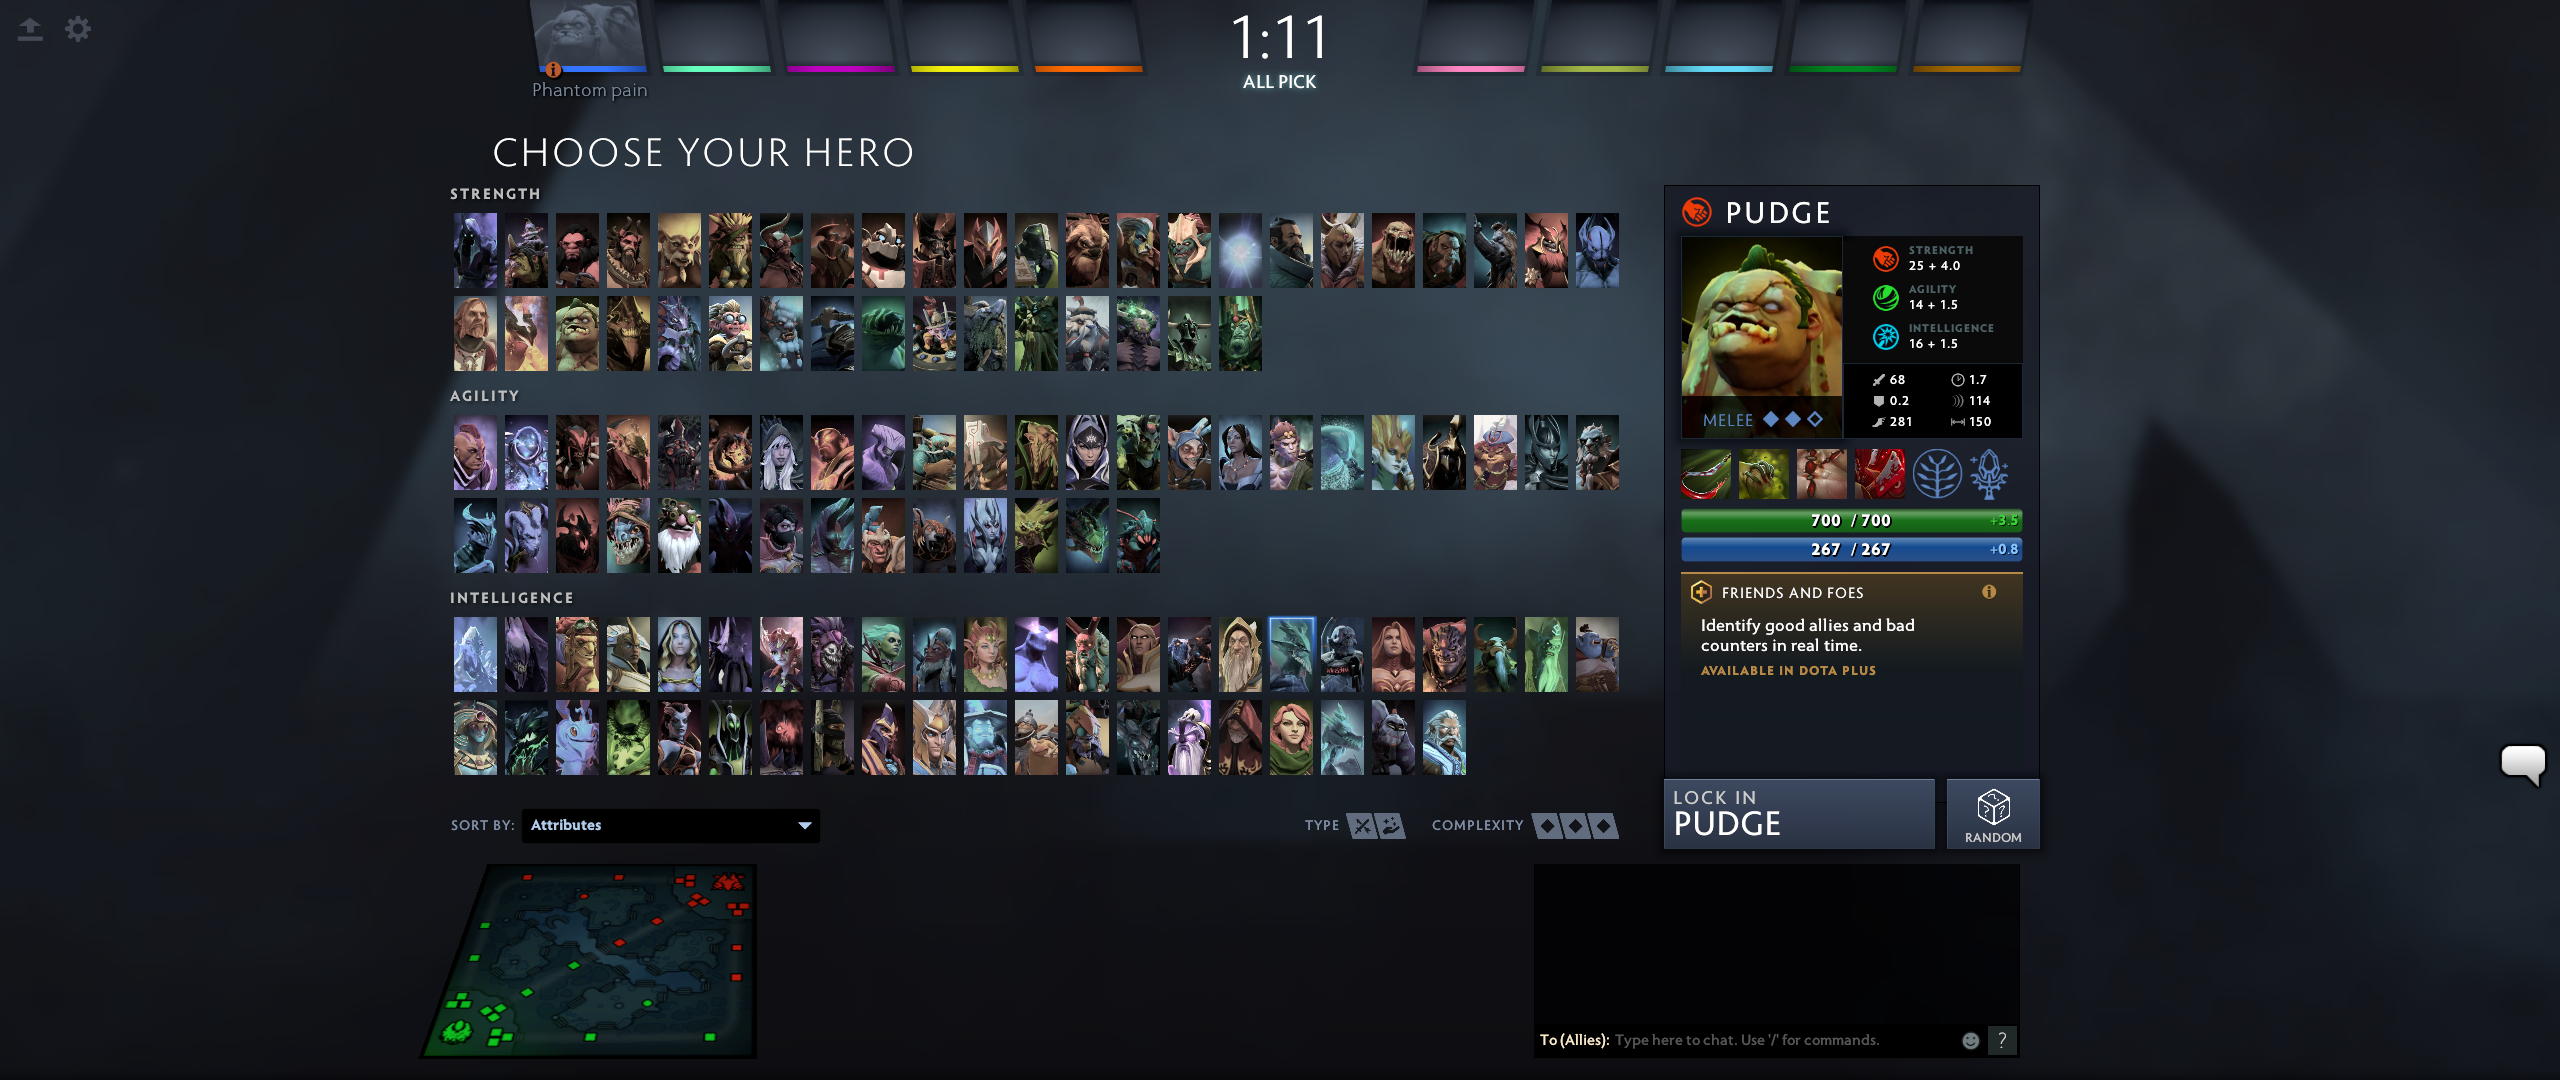 1:11
ALL PICK
Phantom pain
CHOOSE YOUR HERO
STRENGTH
AGILITY
INTELLIGENCE
SORT BY: Attributes
TYPE
COMPLEXITY
PUDGE
STRENGTH
25 + 4.0
AGILITY
14 + 1.5
INTELLIGENCE
16 + 1.5
MELEE
68 1.7
0.2 114
281 150
700 / 700 +3.5
267 / 267 +0.8
FRIENDS AND FOES
Identify good allies and bad
counters in real time.
AVAILABLE IN DOTA PLUS
LOCK IN
PUDGE
RANDOM
To (Allies): Type here to chat. Use '/' for commands.
?